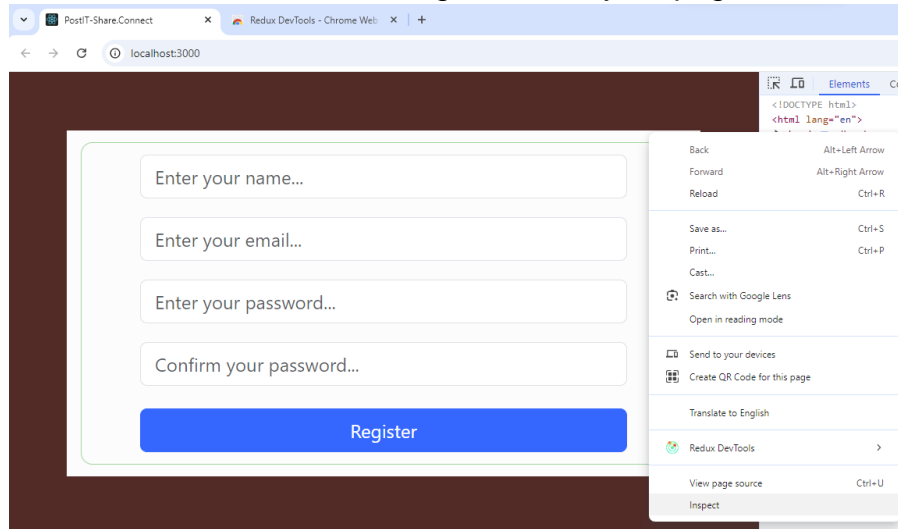 PostIT-Share.Connect
Redux DevTools - Chrome Web
localhost:3000
Elements
<!DOCTYPE html>
<html lang="en">
Enter your name...
Enter your email...
Enter your password...
Confirm your password...
Register
Back Alt+Left Arrow
Forward Alt+Right Arrow
Reload Ctrl+R
Save as... Ctrl+S
Print... Ctrl+P
Cast...
Search with Google Lens
Open in reading mode
Send to your devices
Create QR Code for this page
Translate to English
Redux DevTools
View page source Ctrl+U
Inspect